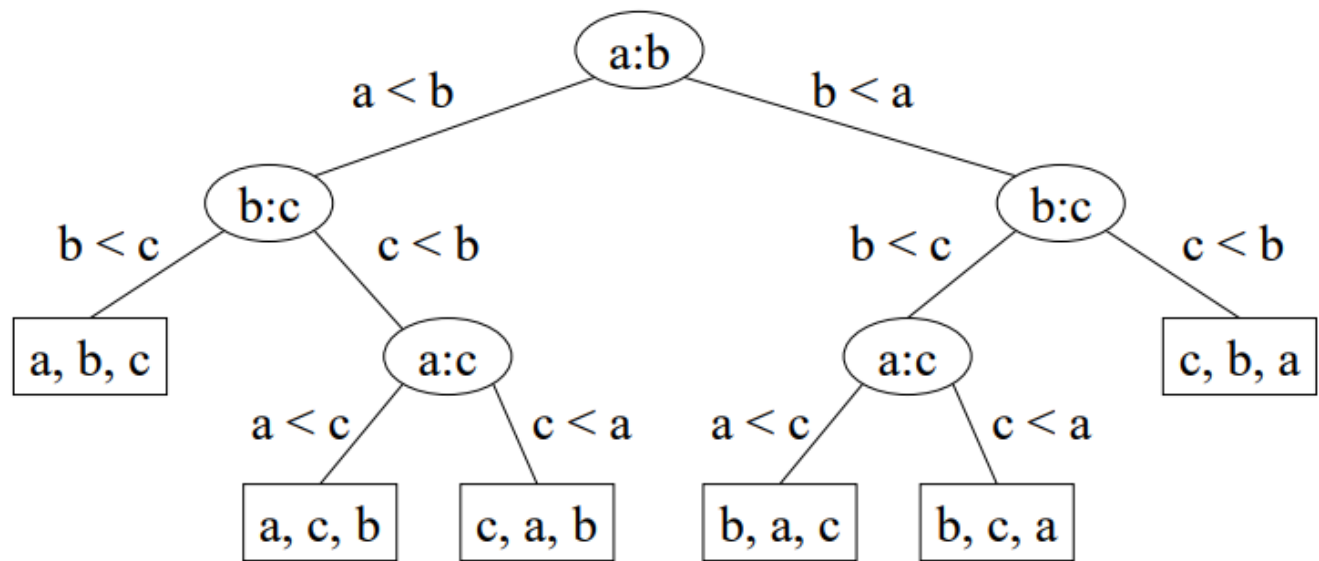 a:b
a < b
b < a
b:c
b:c
b < c
c < b
b < c
c < b
a, b, c
a:c
a:c
c, b, a
a < c
c < a
a < c
c < a
a, c, b
c, a, b
b, a, c
b, c, a